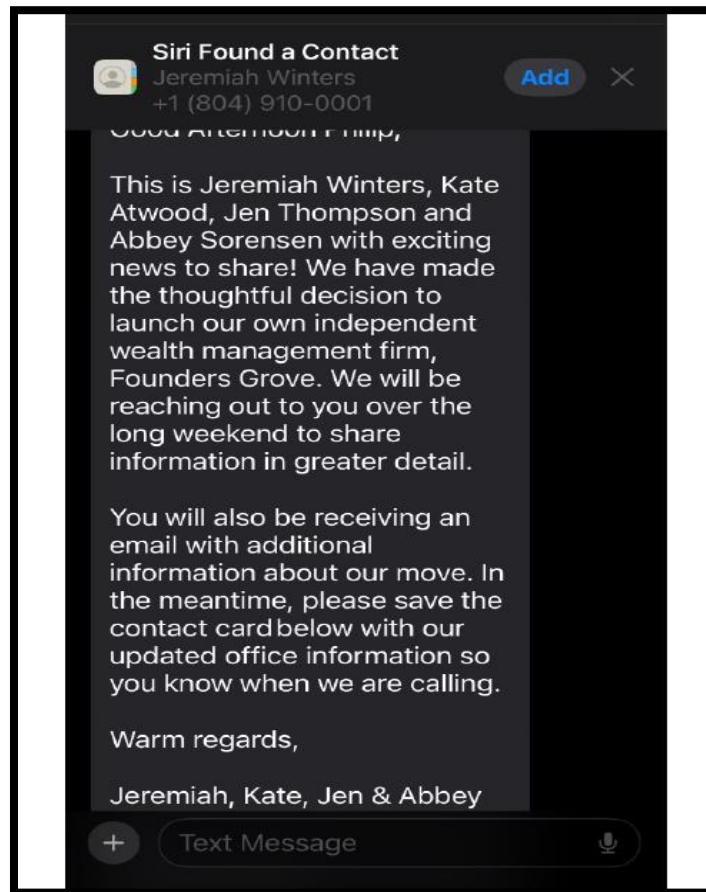 Siri Found a Contact
Jeremiah Winters
+1 (804) 910-0001
Add
Good Afternoon Philip,
This is Jeremiah Winters, Kate
Atwood, Jen Thompson and
Abbey Sorensen with exciting
news to share! We have made
the thoughtful decision to
launch our own independent
wealth management firm,
Founders Grove. We will be
reaching out to you over the
long weekend to share
information in greater detail.
You will also be receiving an
email with additional
information about our move. In
the meantime, please save the
contact card below with our
updated office information so
you know when we are calling.
Warm regards,
Jeremiah, Kate, Jen & Abbey
Text Message